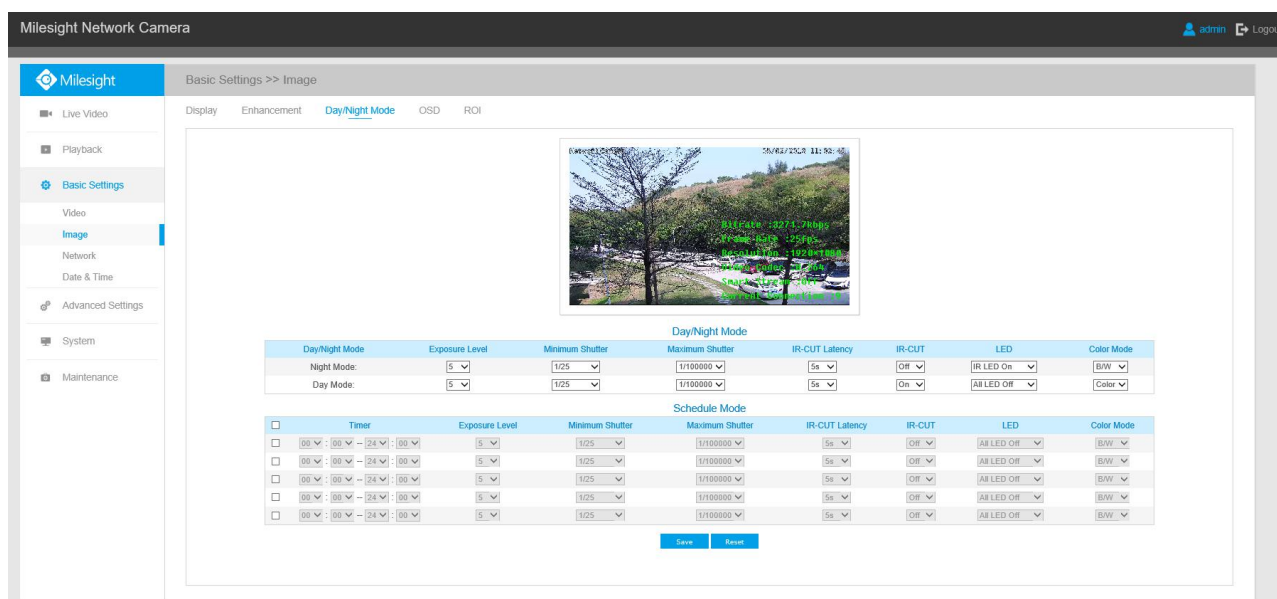 Milesight Network Camera
admin Logou
Milesight
Basic Settings >> Image
Live Video
Display Enhancement Day/Night Mode OSD ROI
Playback
Basic Settings
Video
Image
Network
Date & Time
Advanced Settings
System
Maintenance
11:02:
Bitrate :3271.7kbps
Frame Rate :25fps
Resolution :1920*1080
Day/Night Mode
Day/Night Mode Exposure Level Minimum Shutter Maximum Shutter IR-CUT Latency IR-CUT LED Color Mode
Night Mode: 5 1/25 1/100000 5s Off IR LED On B/W
Day Mode: 5 1/25 1/100000 5s On All LED Off Color
Schedule Mode
Timer Exposure Level Minimum Shutter Maximum Shutter IR-CUT Latency IR-CUT LED Color Mode
00 : 00 – 24 : 00 5 1/25 1/100000 5s Off All LED Off B/W
00 : 00 – 24 : 00 5 1/25 1/100000 5s Off All LED Off B/W
00 : 00 – 24 : 00 5 1/25 1/100000 5s Off All LED Off B/W
00 : 00 – 24 : 00 5 1/25 1/100000 5s Off All LED Off B/W
00 : 00 – 24 : 00 5 1/25 1/100000 5s Off All LED Off B/W
Save Reset